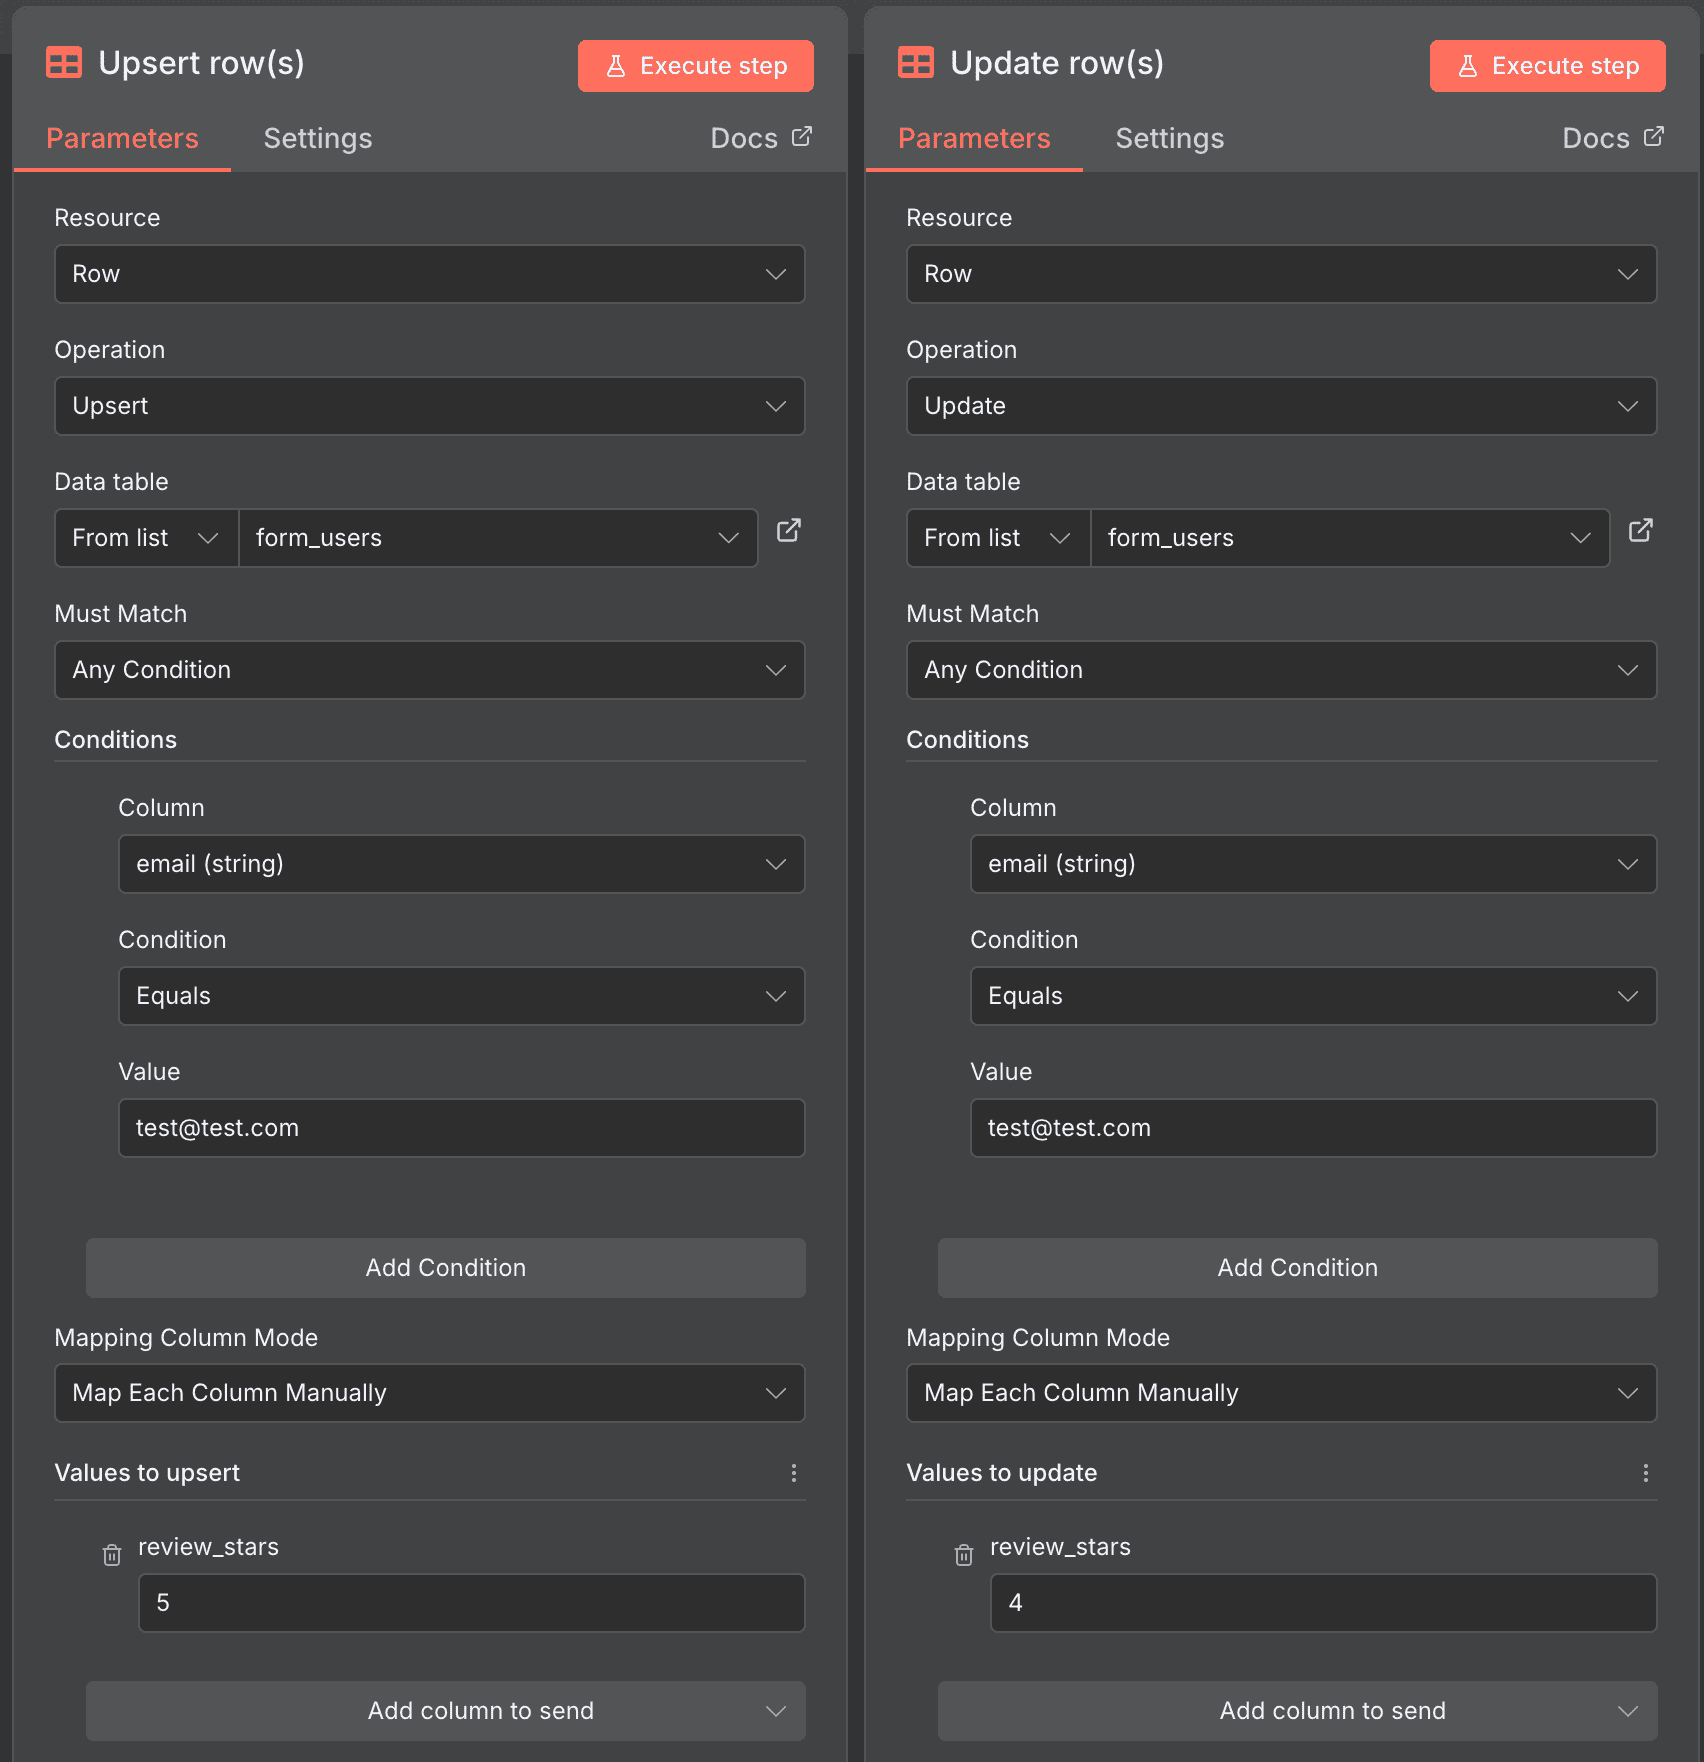 Upsert row(s)
Execute step
Parameters
Settings
Docs
Resource
Row
Operation
Upsert
Data table
From list
form_users
Must Match
Any Condition
Conditions
Column
email (string)
Condition
Equals
Value
test@test.com
Add Condition
Mapping Column Mode
Map Each Column Manually
Values to upsert
review_stars
5
Add column to send
Update row(s)
Execute step
Parameters
Settings
Docs
Resource
Row
Operation
Update
Data table
From list
form_users
Must Match
Any Condition
Conditions
Column
email (string)
Condition
Equals
Value
test@test.com
Add Condition
Mapping Column Mode
Map Each Column Manually
Values to update
review_stars
4
Add column to send